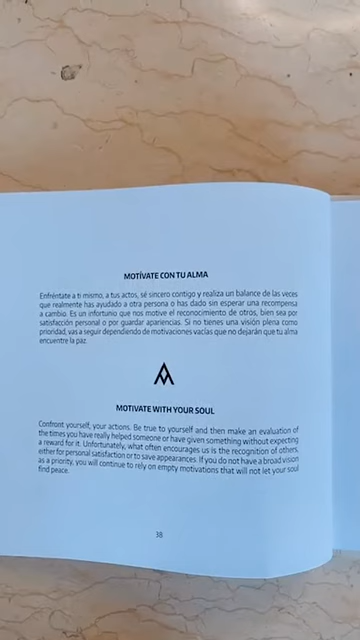 MOTÍVATE CON TU ALMA
Enfréntate a ti mismo, a tus actos, sé sincero contigo y realiza un balance de las veces
que realmente has ayudado a otra persona o has dado sin esperar una recompensa
a cambio. Es un infortunio que nos motive el reconocimiento de otros, bien sea por
satisfacción personal o por guardar apariencias. Si no tienes una visión plena como
prioridad, vas a seguir dependiendo de motivaciones vacías que no dejarán que tu alma
encuentre la paz.
MOTIVATE WITH YOUR SOUL
Confront yourself, your actions. Be true to yourself and then make an evaluation of
the times you have really helped someone or have given something without expecting
a reward for it. Unfortunately, what often encourages us is the recognition of others,
either for personal satisfaction or to save appearances. If you do not have a broad vision
as a priority, you will continue to rely on empty motivations that will not let your soul
find peace.
38